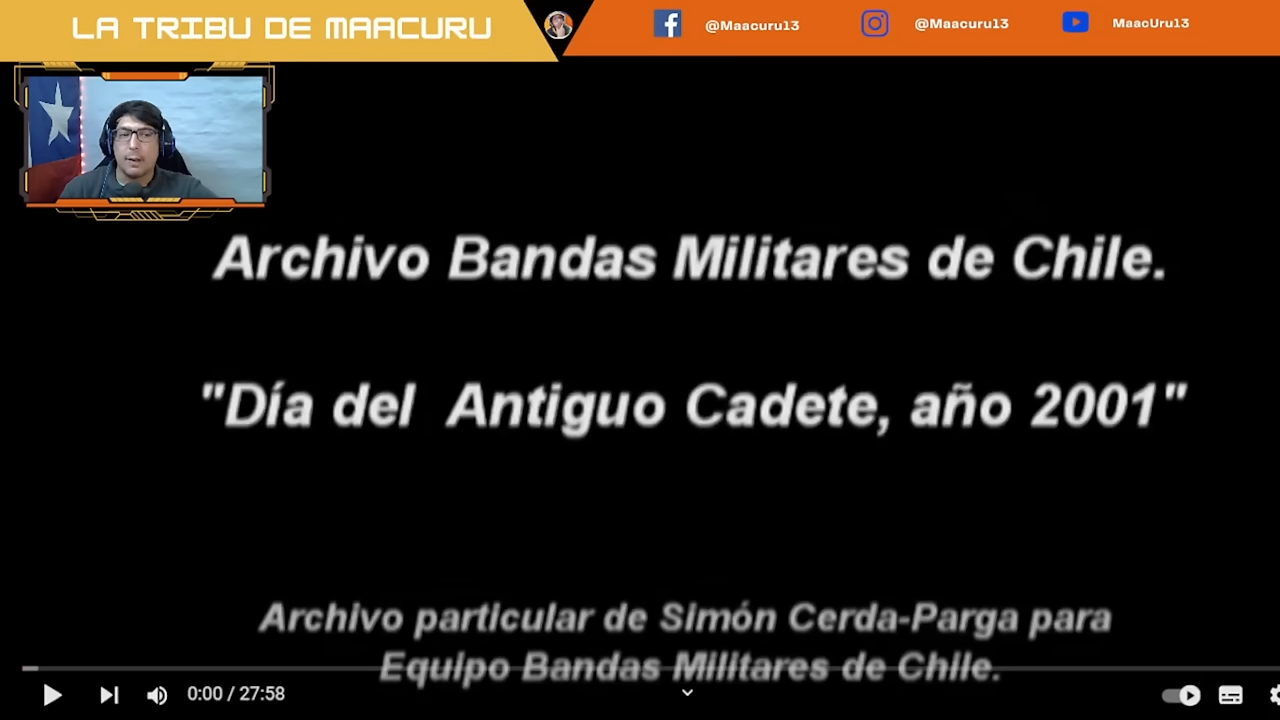 LA TRIBU DE MAACURU
@Maacuru13
@Maacuru13
MaacUru13
Archivo Bandas Militares de Chile.
"Día del Antiguo Cadete, año 2001"
Archivo particular de Simón Cerda-Parga para
Equipo Bandas Militares de Chile.
0:00 / 27:58